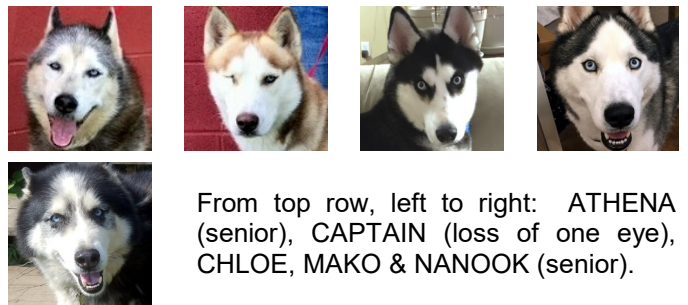 From top row, left to right: ATHENA
(senior), CAPTAIN (loss of one eye),
CHLOE, MAKO & NANOOK (senior).